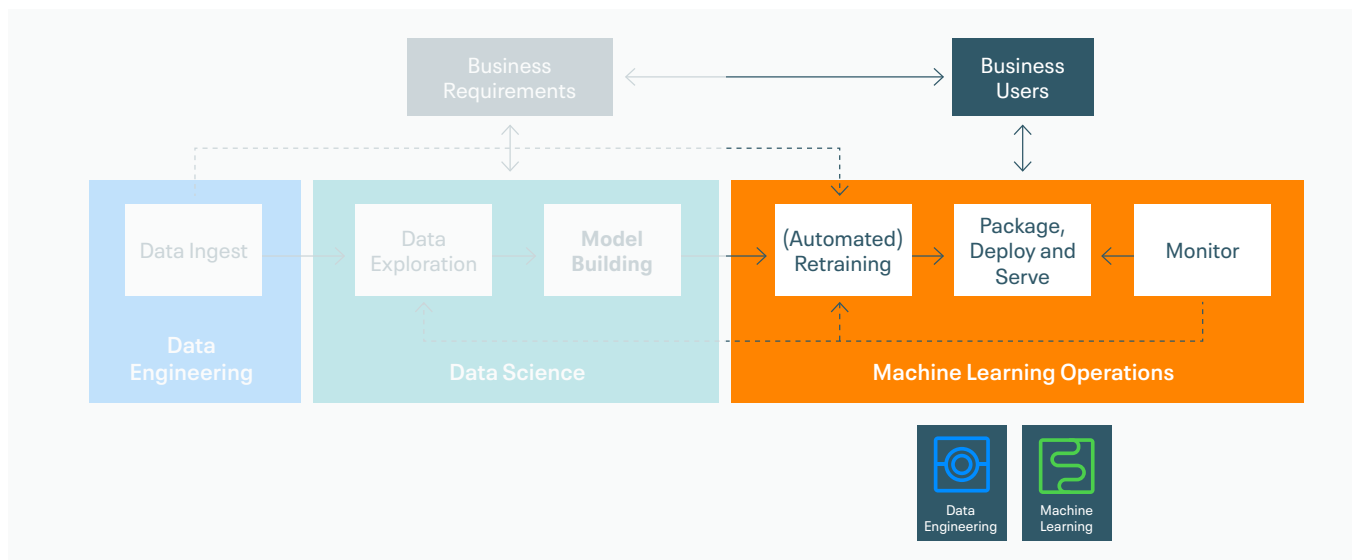 Business
Requirements
Business
Users
Data Ingest
Data
Exploration
Model
Building
(Automated)
Retraining
Package,
Deploy and
Serve
Monitor
Data
Engineering
Data Science
Machine Learning Operations
Data
Engineering
Machine
Learning